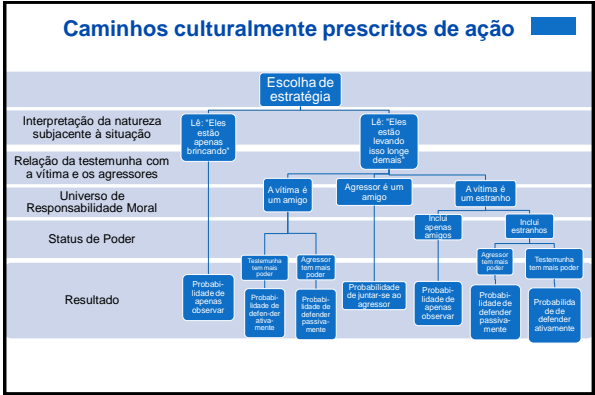 Caminhos culturalmente prescritos de ação
Escolha de
estratégia
Interpretação da natureza
subjacente à situação
Lê: "Eles
estão
apenas
brincando"
Lê: "Eles
estão
levando
isso longe
demais"
Relação da testemunha com
a vítima e os agressores
A vítima é
um amigo
Agressor é um
amigo
A vítima é
um estranho
Universo de
Responsabilidade Moral
Inclui
apenas
amigos
Inclui
estranhos
Status de Poder
Testemunha
tem mais
poder
Agressor
tem mais
poder
Agressor
tem mais
poder
Testemunha
tem mais poder
Resultado
Probabi-
lidade de
apenas
observar
Probabi-
lidade de
defen-der
ativa-
mente
Probabi-
lidade de
defender
passiva-
mente
Probabilidade
de juntar-se ao
agressor
Probabi-
lidade de
apenas
observar
Probabi-
lidade de
defender
passiva-
mente
Probabilida
de de
defender
ativamente